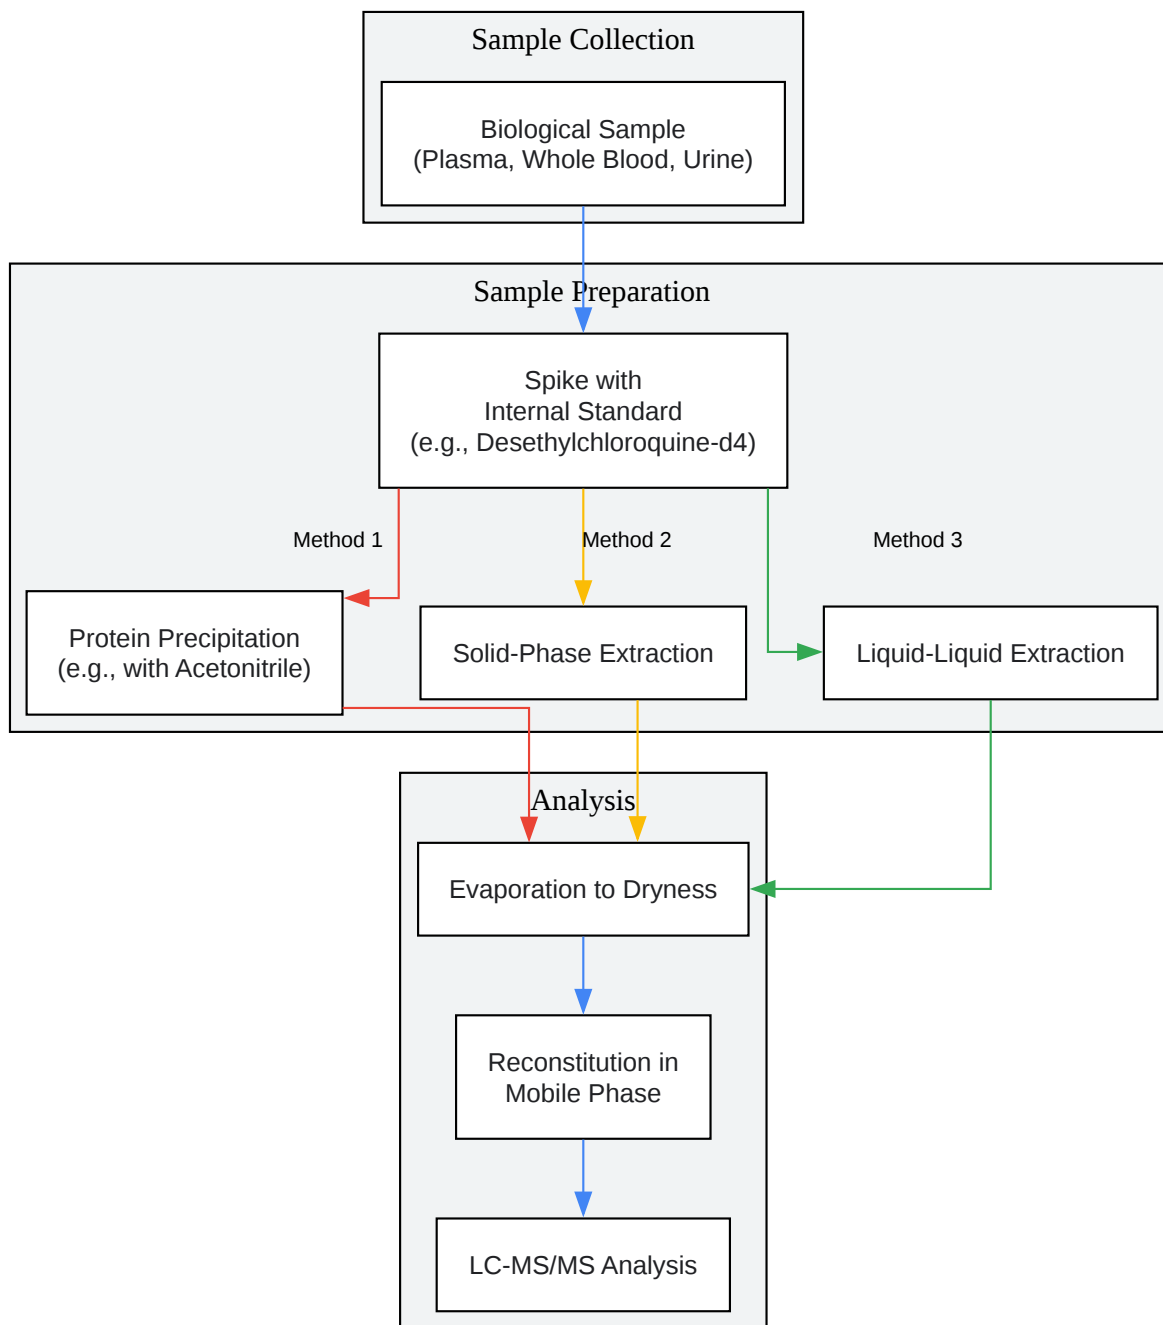 Sample Collection
Biological Sample
(Plasma, Whole Blood, Urine)
Sample Preparation
Spike with
Internal Standard
(e.g., Desethylchloroquine-d4)
Method 1
Method 2
Method 3
Protein Precipitation
(e.g., with Acetonitrile)
Solid-Phase Extraction
Liquid-Liquid Extraction
Analysis
Evaporation to Dryness
Reconstitution in
Mobile Phase
LC-MS/MS Analysis